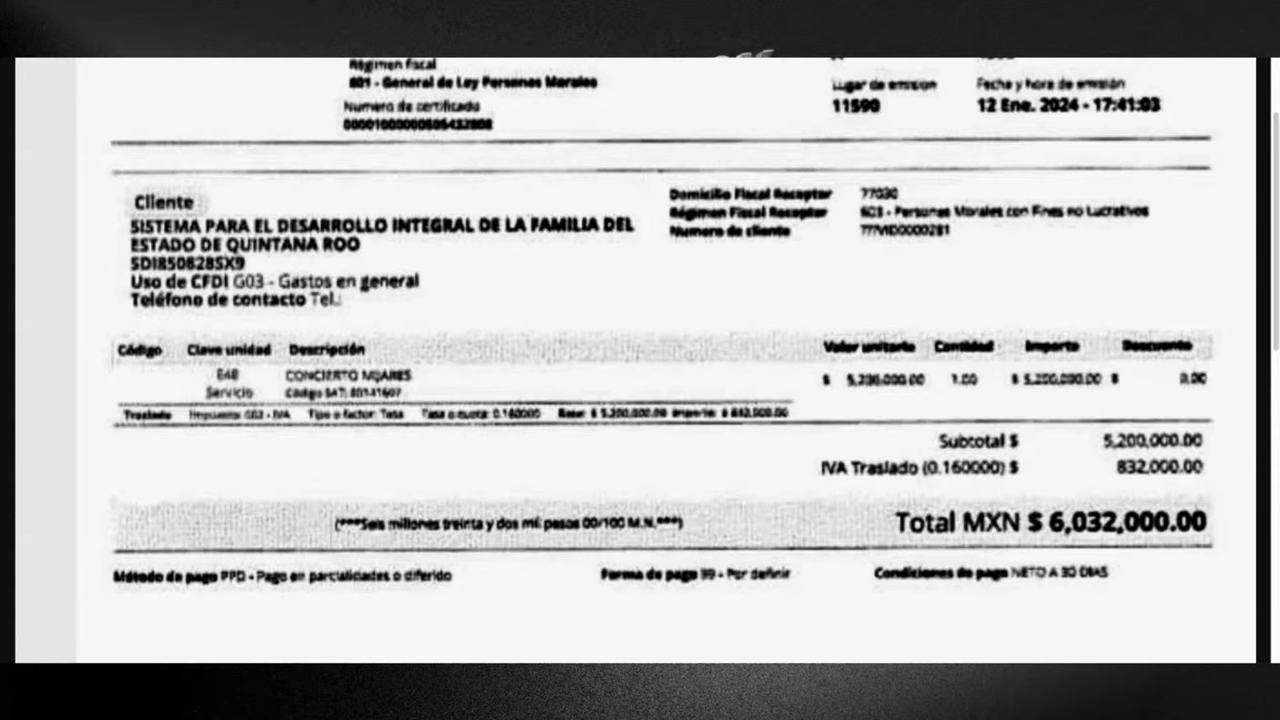 Régimen fiscal
601 - General de Ley Personas Morales
Lugar de emisión
Fecha y hora de emisión
Numero de certificado
11590
12 Ene. 2024 - 17:41:03
Cliente
SISTEMA PARA EL DESARROLLO INTEGRAL DE LA FAMILIA DEL
ESTADO DE QUINTANA ROO
SDI850828SX9
Uso de CFDI G03 - Gastos en general
Teléfono de contacto Tel.:
Domicilio Fiscal Receptor 77030
Régimen Fiscal Receptor 603 - Personas Morales con Fines no Lucrativos
Numero de cliente
Código Clave unidad Descripción Valor unitario Cantidad Importe Descuento
E48 CONCIERTO MIJARES
$ 5,200,000.00 1.00 $ 5,200,000.00 $ 0.00
Servicio Código SAT:
Traslado Impuesto: 002 - IVA Tipo o factor: Tasa Tasa o cuota: 0.160000 Base: $ 5,200,000.00 Importe: $ 832,000.00
Subtotal $ 5,200,000.00
IVA Traslado (0.160000) $ 832,000.00
(***Seis millones treinta y dos mil pesos 00/100 M.N.***)
Total MXN $ 6,032,000.00
Método de pago PPD - Pago en parcialidades o diferido
Forma de pago 99 - Por definir
Condiciones de pago NETO A 30 DIAS